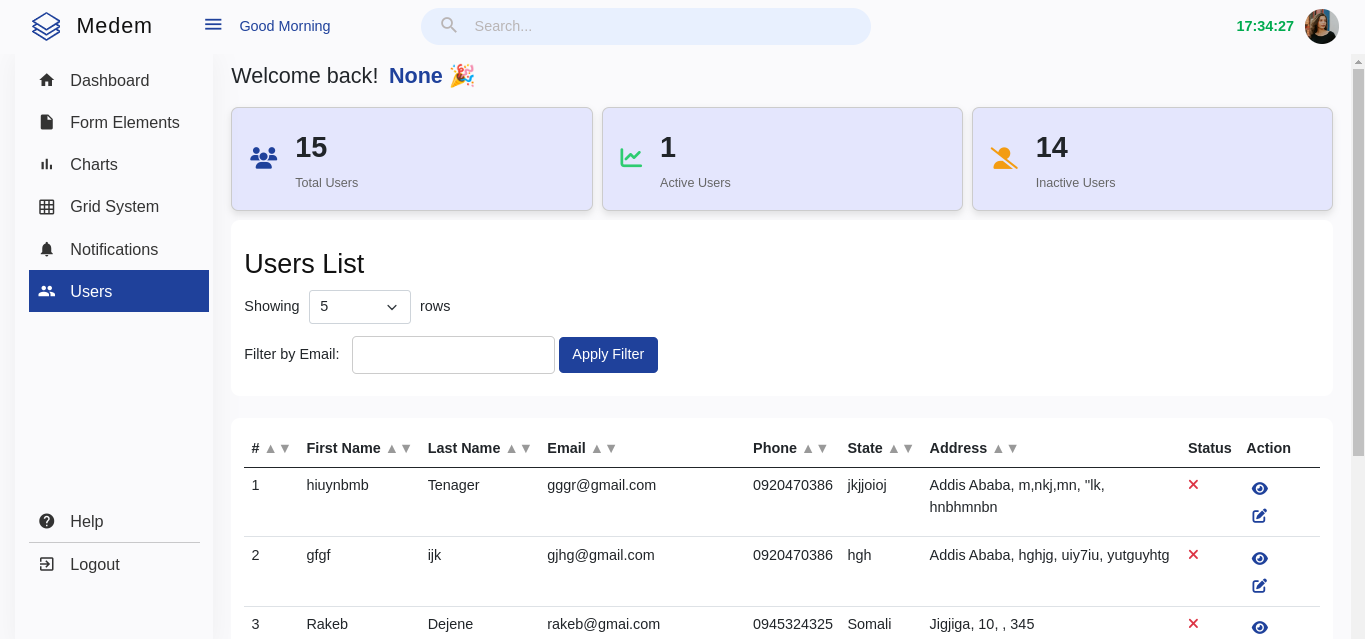 Medem
Good Morning
Search...
17:34:27
Dashboard
Form Elements
Charts
Grid System
Notifications
Users
Help
Logout
Welcome back! None 🎉
15
Total Users
1
Active Users
14
Inactive Users
Users List
Showing 5 rows
Filter by Email: Apply Filter
# ▲▼ First Name ▲▼ Last Name ▲▼ Email ▲▼ Phone ▲▼ State ▲▼ Address ▲▼ Status Action
1 hiuynbmb Tenager gggr@gmail.com 0920470386 jkjjoioj Addis Ababa, m,nkj,mn, "lk,
hnbhmnbn
2 gfgf ijk gjhg@gmail.com 0920470386 hgh Addis Ababa, hghjg, uiy7iu, yutguyhtg
3 Rakeb Dejene rakeb@gmai.com 0945324325 Somali Jigjiga, 10, , 345